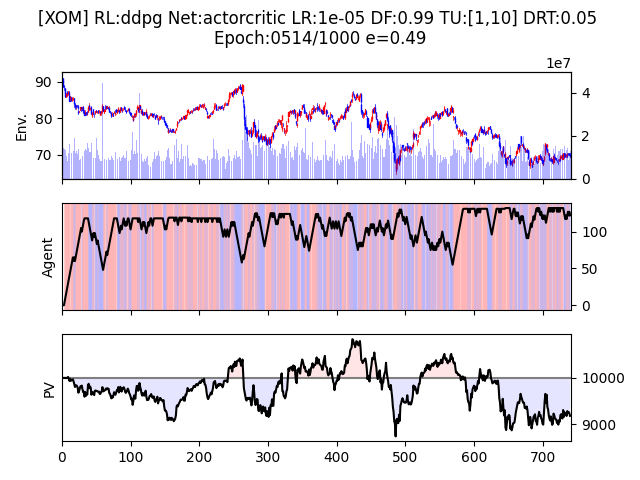 [XOM] RL:ddpg Net:actorcritic LR:1e-05 DF:0.99 TU:[1,10] DRT:0.05
Epoch:0514/1000 e=0.49
1e7
90
80
70
Env.
4
2
0
Agent
100
50
0
PV
10000
9000
0 100 200 300 400 500 600 700